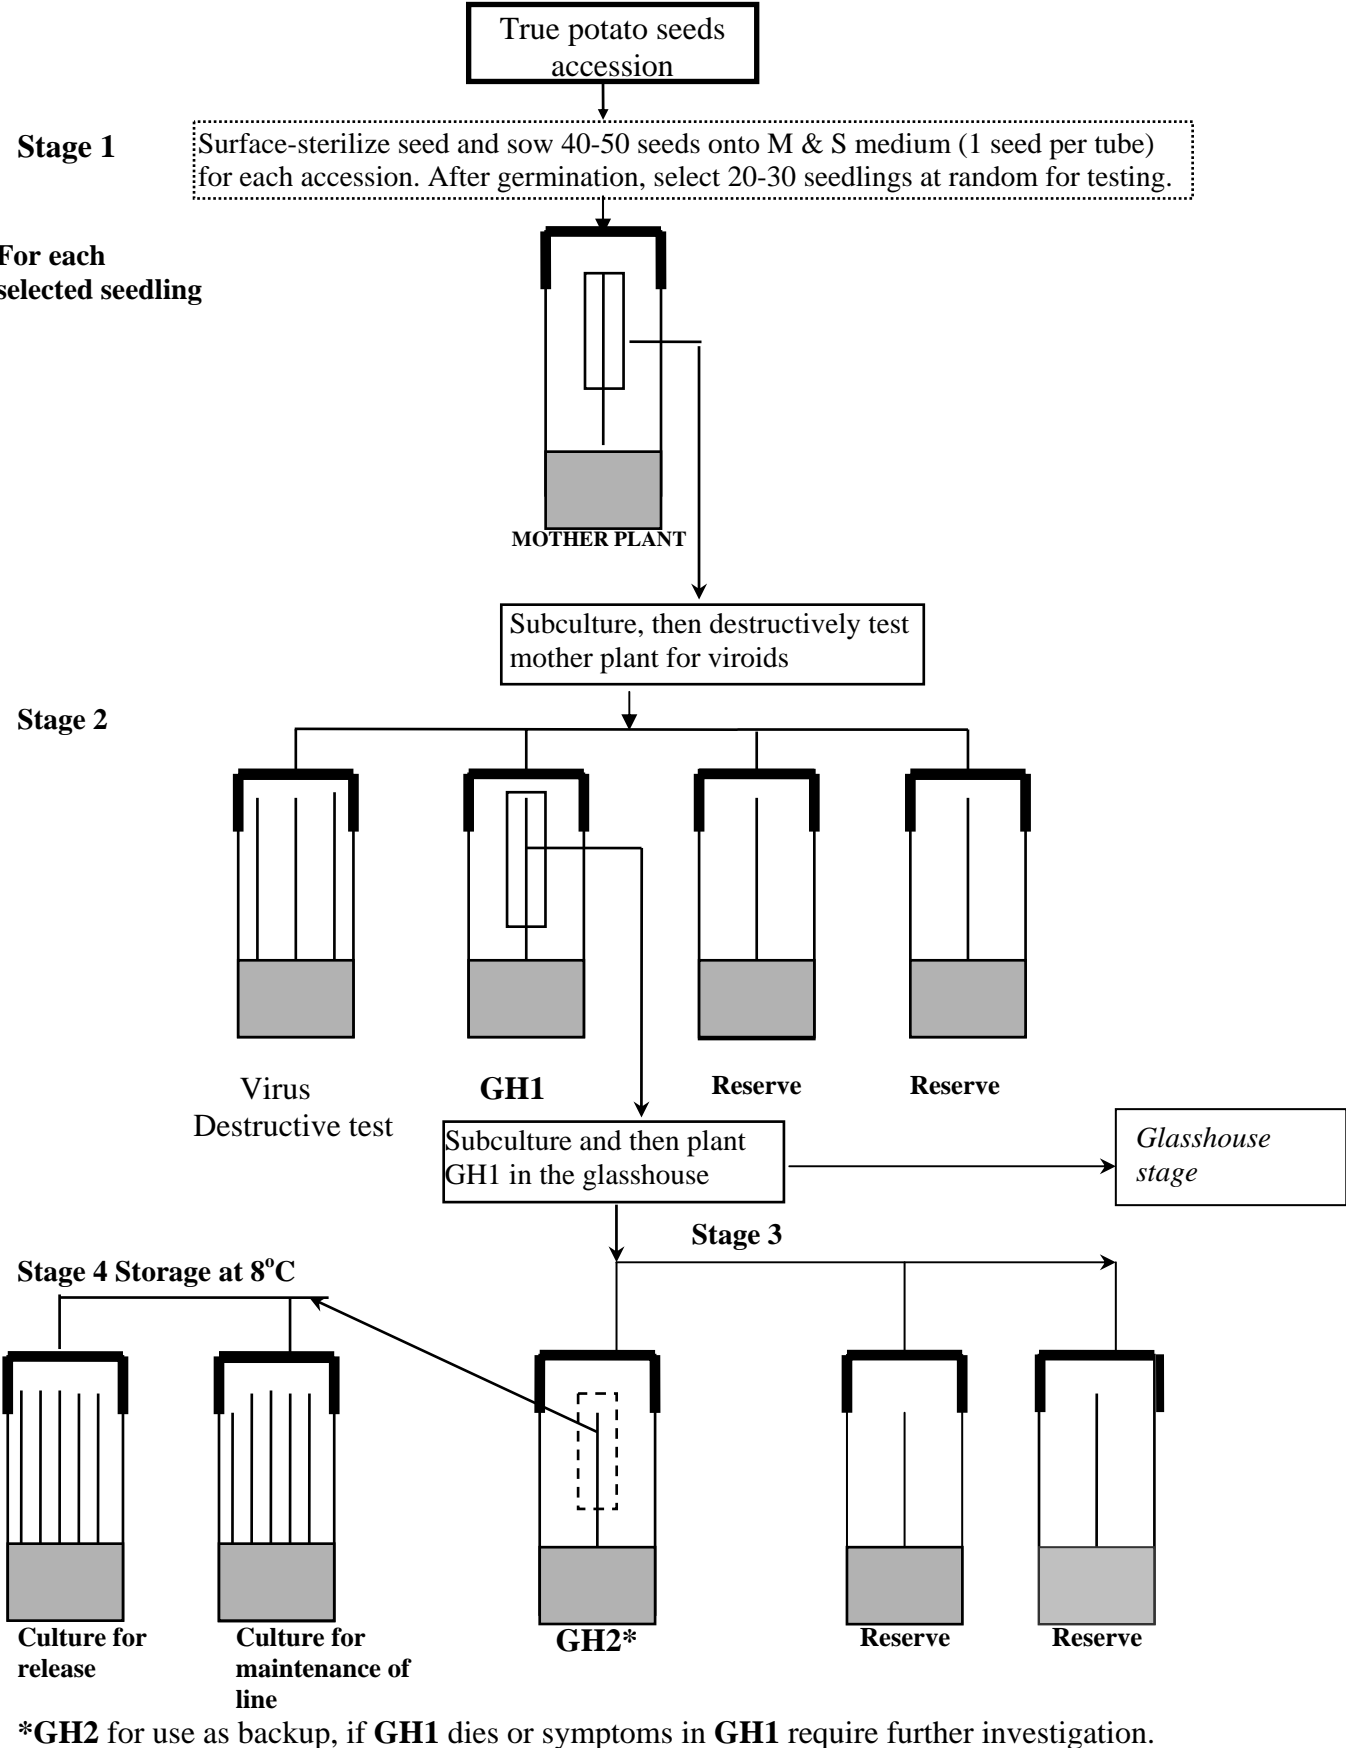 True potato seeds
accession
Stage 1
Surface-sterilize seed and sow 40-50 seeds onto M & S medium (1 seed per tube)
for each accession. After germination, select 20-30 seedlings at random for testing.
For each
selected seedling
MOTHER PLANT
Subculture, then destructively test
mother plant for viroids
Stage 2
Virus
Destructive test
GH1
Reserve
Reserve
Subculture and then plant
GH1 in the glasshouse
Glasshouse
stage
Stage 3
Stage 4 Storage at 8°C
Culture for
release
Culture for
maintenance of
line
GH2*
Reserve
Reserve
*GH2 for use as backup, if GH1 dies or symptoms in GH1 require further investigation.